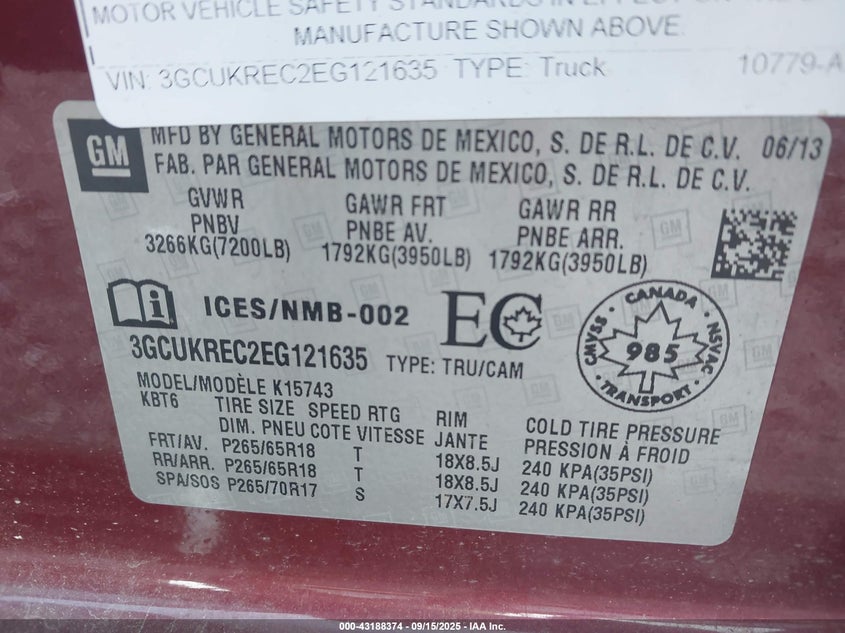 MOTOR VEHICLE SAFETY STANDARDS IN EFFECT ON THE
MANUFACTURE SHOWN ABOVE.
VIN: 3GCUKREC2EG121635 TYPE: Truck 10779-A
GM
MFD BY GENERAL MOTORS DE MEXICO, S. DE R.L. DE C.V. 06/13
FAB. PAR GENERAL MOTORS DE MEXICO, S. DE R.L. DE C.V.
GVWR GAWR FRT GAWR RR
PNBV PNBE AV. PNBE ARR.
3266KG(7200LB) 1792KG(3950LB) 1792KG(3950LB)
ICES/NMB-002 EC
CANADA
CMVSS 985 NSVAC
TRANSPORT
3GCUKREC2EG121635 TYPE: TRU/CAM
MODEL/MODÈLE K15743
KBT6 TIRE SIZE SPEED RTG RIM COLD TIRE PRESSURE
DIM. PNEU COTE VITESSE JANTE PRESSION À FROID
FRT/AV. P265/65R18 T 18X8.5J 240 KPA(35PSI)
RR/ARR. P265/65R18 T 18X8.5J 240 KPA(35PSI)
SPA/SOS P265/70R17 S 17X7.5J 240 KPA(35PSI)
000-43188374 - 09/15/2025 - IAA Inc.